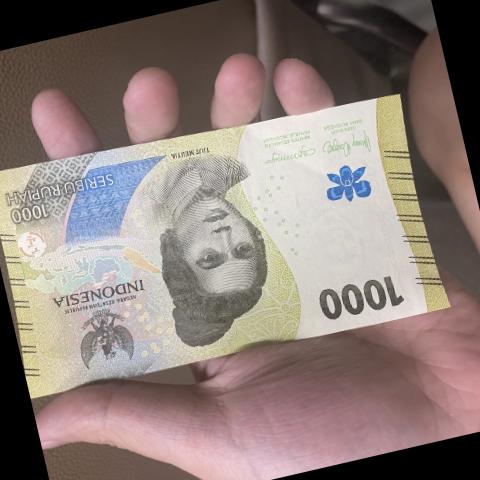 NEGARA KESATUAN REPUBLIK
INDONESIA
1000
SERIBU RUPIAH
TJUT MEUTIA
1000